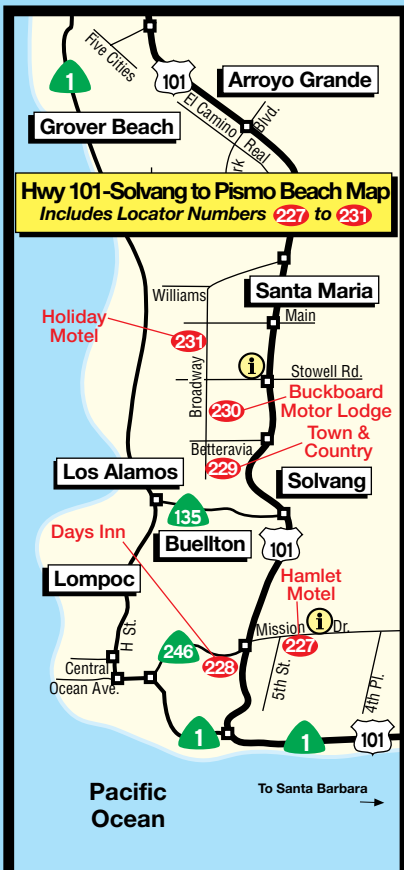 Five Cities
101
1
Arroyo Grande
Blvd.
El Camino Real
Grover Beach
rk
Hwy 101-Solvang to Pismo Beach Map
Includes Locator Numbers 227 to 231
Williams
Santa Maria
Main
Holiday
Motel
231
Broadway
i
Stowell Rd.
Buckboard
Motor Lodge
230
Town &
Country
Betteravia
229
Los Alamos
Solvang
135
Days Inn
Buellton
101
Lompoc
Hamlet
Motel
H St.
246
228
Mission Dr.
i
227
Central
Ocean Ave.
5th St.
4th Pl.
1
1
101
Pacific
Ocean
To Santa Barbara